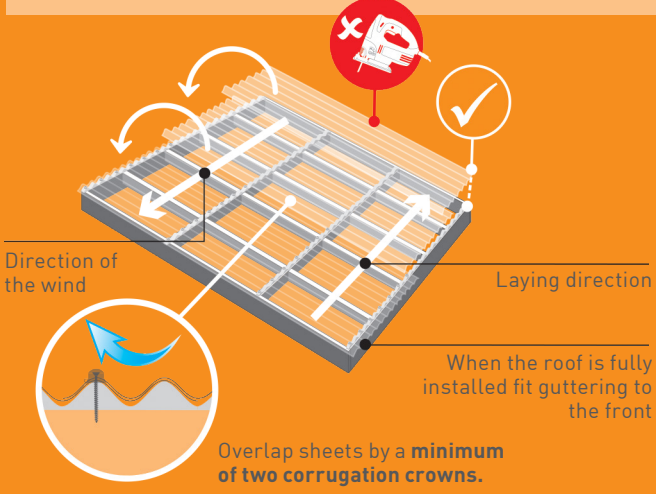 Direction of
the wind
Laying direction
When the roof is fully
installed fit guttering to
the front
Overlap sheets by a minimum
of two corrugation crowns.